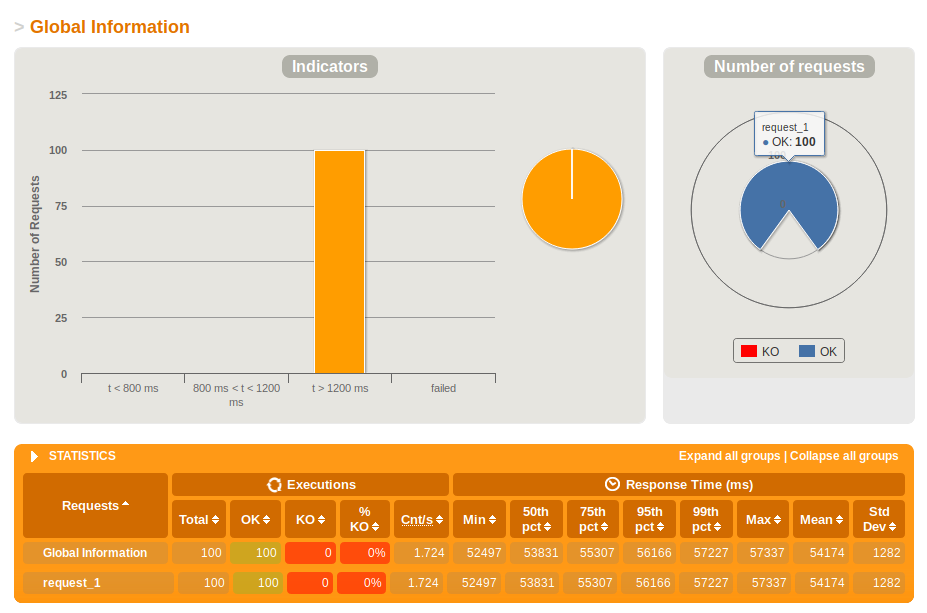 > Global Information
Indicators
Number of requests
125
100
75
50
25
0
Number of Requests
t < 800 ms
800 ms < t < 1200
ms
t > 1200 ms
failed
request_1
● OK: 100
100
0
KO OK
STATISTICS
Expand all groups | Collapse all groups
Requests
Executions
Response Time (ms)
Total OK KO % KO Cnt/s Min 50th pct 75th pct 95th pct 99th pct Max Mean Std Dev
Global Information 100 100 0 0% 1.724 52497 53831 55307 56166 57227 57337 54174 1282
request_1 100 100 0 0% 1.724 52497 53831 55307 56166 57227 57337 54174 1282